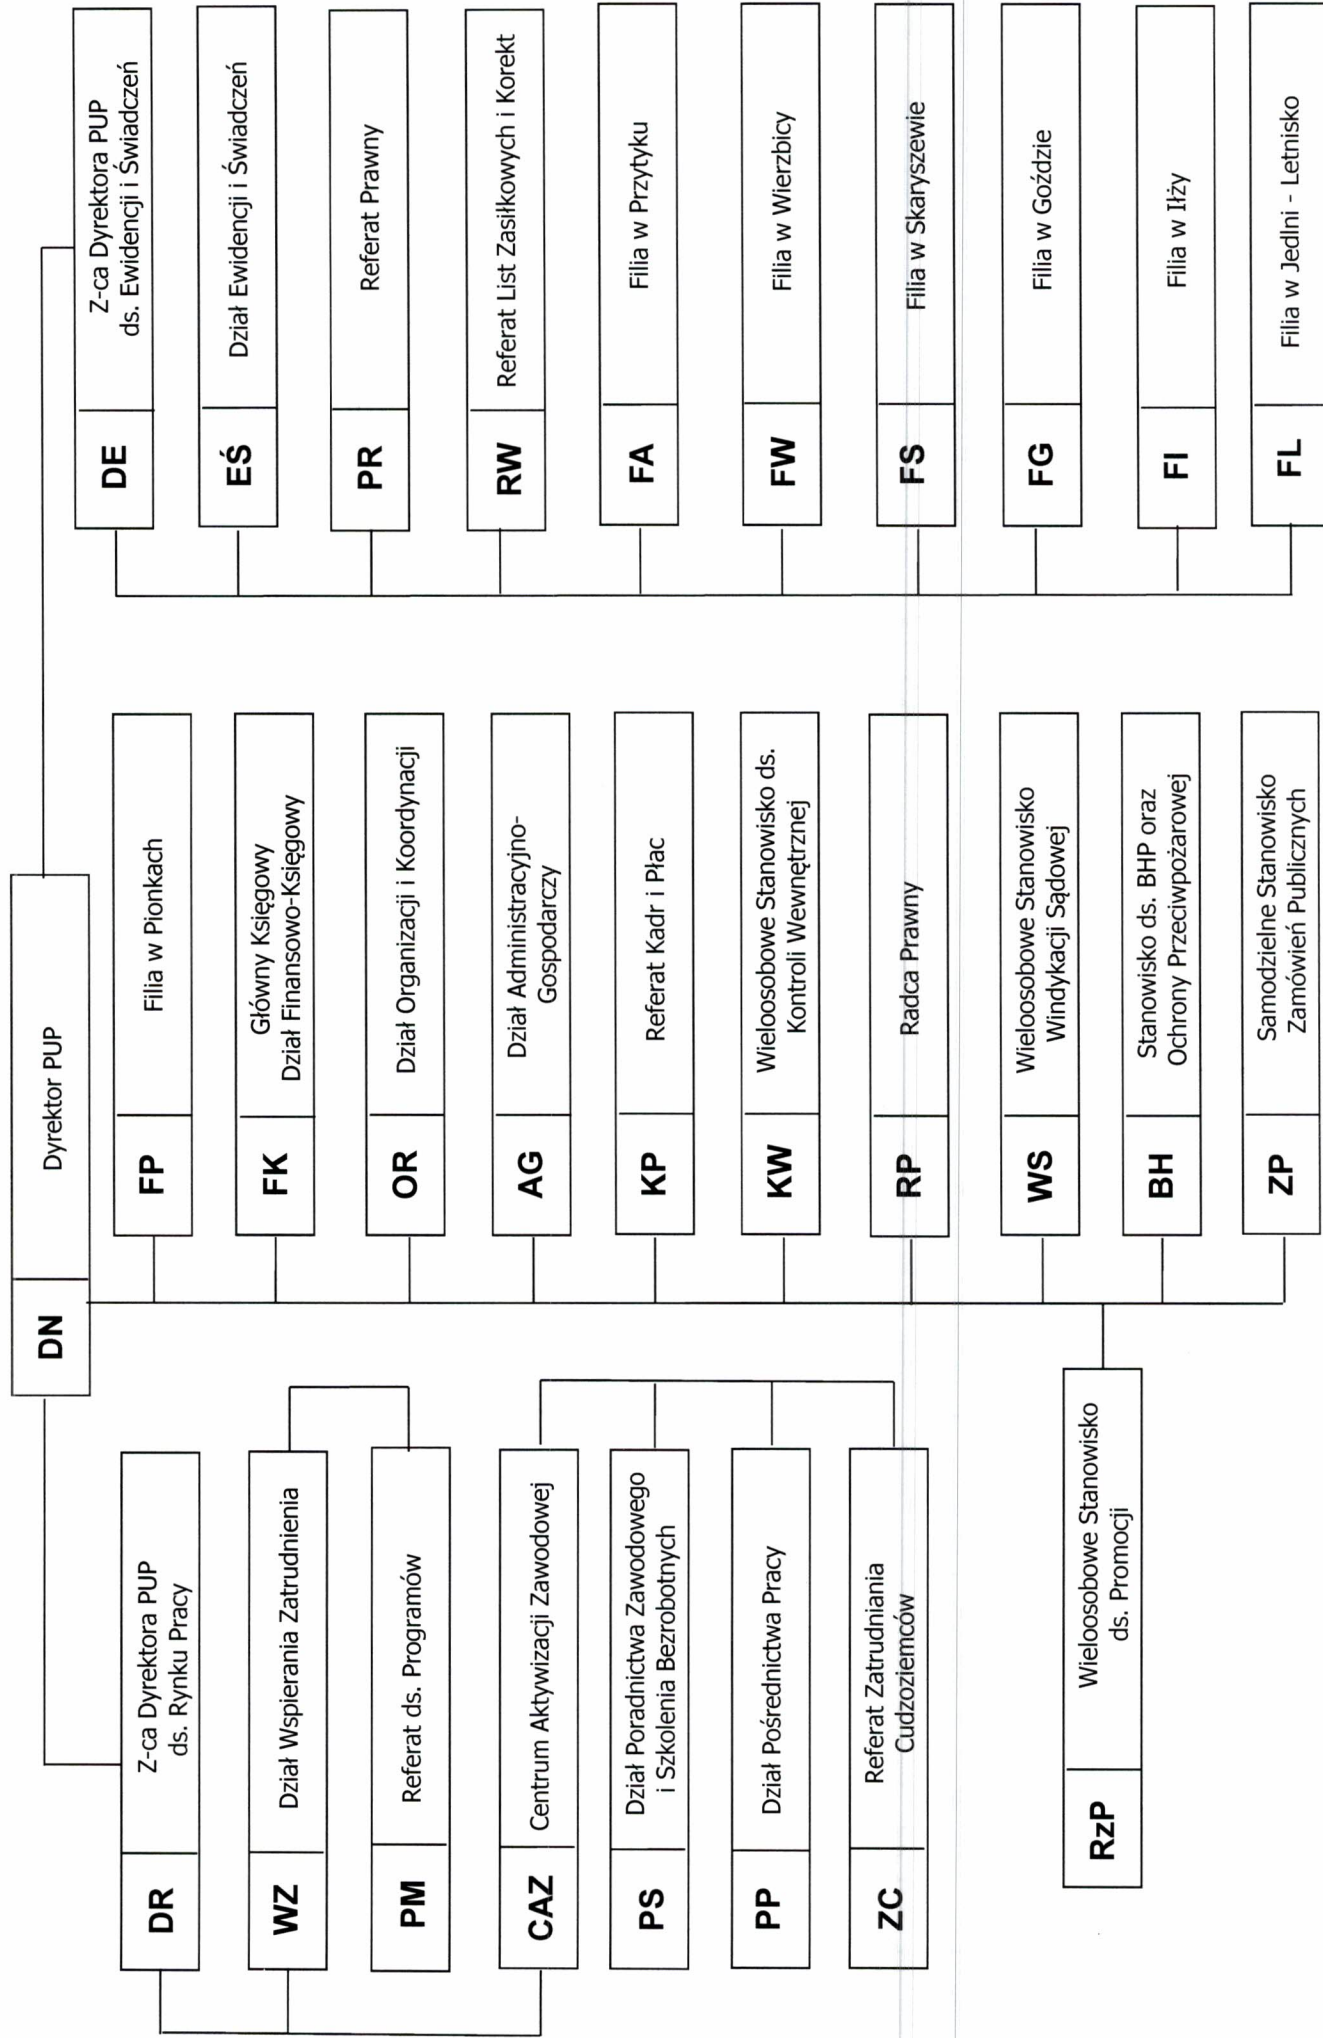 DN
Dyrektor PUP
DR
Z-ca Dyrektora PUP
ds. Rynku Pracy
WZ
Dział Wspierania Zatrudnienia
PM
Referat ds. Programów
CAZ
Centrum Aktywizacji Zawodowej
PS
Dział Poradnictwa Zawodowego
i Szkolenia Bezrobotnych
PP
Dział Pośrednictwa Pracy
ZC
Referat Zatrudniania
Cudzoziemców
RzP
Wieloosobowe Stanowisko
ds. Promocji
FP
Filia w Pionkach
FK
Główny Księgowy
Dział Finansowo-Księgowy
OR
Dział Organizacji i Koordynacji
AG
Dział Administracyjno-
Gospodarczy
KP
Referat Kadr i Płac
KW
Wieloosobowe Stanowisko ds.
Kontroli Wewnętrznej
RP
Radca Prawny
WS
Wieloosobowe Stanowisko
Windykacji Sądowej
BH
Stanowisko ds. BHP oraz
Ochrony Przeciwpożarowej
ZP
Samodzielne Stanowisko
Zamówień Publicznych
DE
Z-ca Dyrektora PUP
ds. Ewidencji i Świadczeń
EŚ
Dział Ewidencji i Świadczeń
PR
Referat Prawny
RW
Referat List Zasiłkowych i Korekt
FA
Filia w Przytyku
FW
Filia w Wierzbicy
FS
Filia w Skaryszewie
FG
Filia w Goździe
FI
Filia w Iłży
FL
Filia w Jedlni - Letnisko